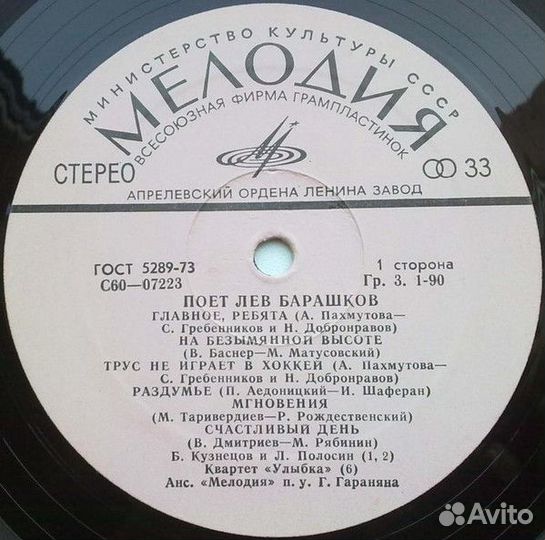 МИНИСТЕРСТВО КУЛЬТУРЫ СССР
МЕЛОДИЯ
ВСЕСОЮЗНАЯ ФИРМА ГРАМПЛАСТИНОК
СТЕРЕО
33
АПРЕЛЕВСКИЙ ОРДЕНА ЛЕНИНА ЗАВОД
ГОСТ 5289-73
1 сторона
С60—07223
Гр. 3. 1-90
ПОЕТ ЛЕВ БАРАШКОВ
ГЛАВНОЕ, РЕБЯТА (А. Пахмутова—
С. Гребенников и Н. Добронравов)
НА БЕЗЫМЯННОЙ ВЫСОТЕ
(В. Баснер—М. Матусовский)
ТРУС НЕ ИГРАЕТ В ХОККЕЙ (А. Пахмутова—
С. Гребенников и Н. Добронравов)
РАЗДУМЬЕ (П. Аедоницкий—И. Шаферан)
МГНОВЕНИЯ
(М. Таривердиев—Р. Рождественский)
СЧАСТЛИВЫЙ ДЕНЬ
(В. Дмитриев—М. Рябинин)
Б. Кузнецов и Л. Полосин (1, 2)
Квартет «Улыбка» (6)
Анс. «Мелодия» п. у. Г. Гараняна
Avito